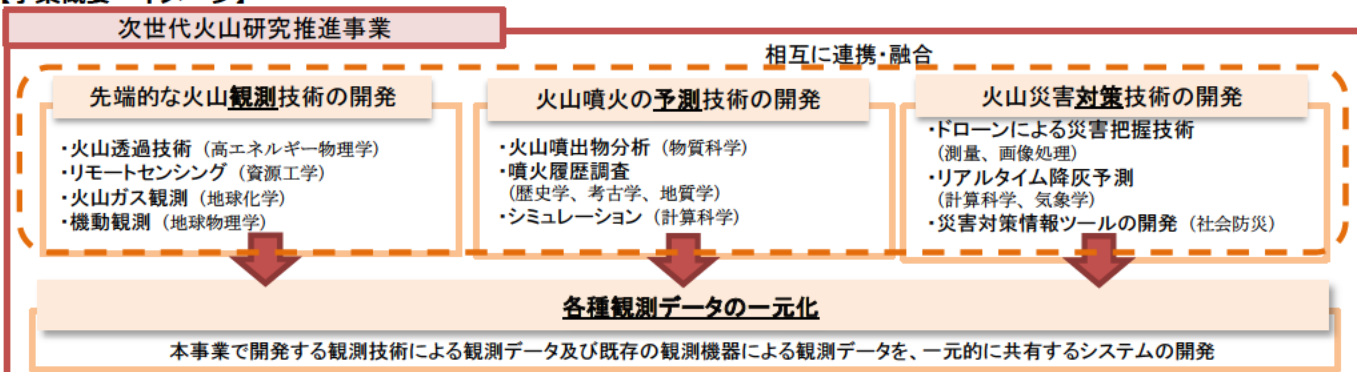 次世代火山研究推進事業
相互に連携・融合
先端的な火山観測技術の開発
・火山透過技術（高エネルギー物理学）
・リモートセンシング（資源工学）
・火山ガス観測（地球化学）
・機動観測（地球物理学）
火山噴火の予測技術の開発
・火山噴出物分析（物質科学）
・噴火履歴調査
（歴史学、考古学、地質学）
・シミュレーション（計算科学）
火山災害対策技術の開発
・ドローンによる災害把握技術
（測量、画像処理）
・リアルタイム降灰予測
（計算科学、気象学）
・災害対策情報ツールの開発（社会防災）
各種観測データの一元化
本事業で開発する観測技術による観測データ及び既存の観測機器による観測データを、一元的に共有するシステムの開発